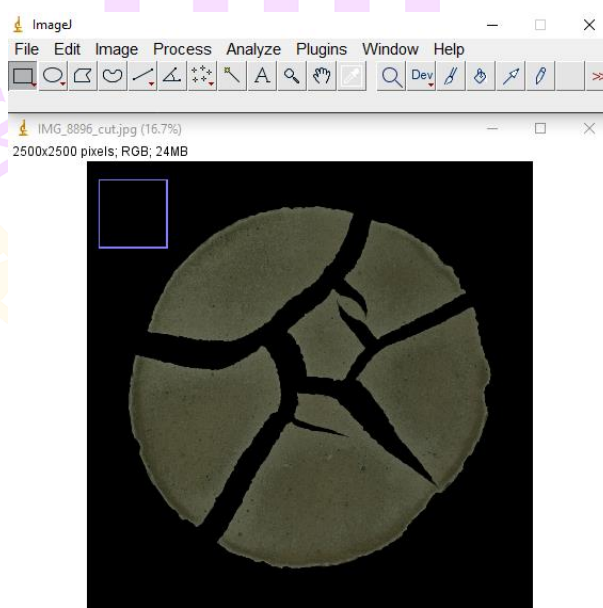 ImageJ
File Edit Image Process Analyze Plugins Window Help
A Dev >>
IMG_8896_cut.jpg (16.7%)
2500x2500 pixels; RGB; 24MB